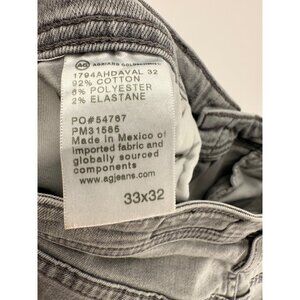 AG
ADRIANO GOLDSCHMIED
1794AHDAVAL 32
92% COTTON
6% POLYESTER
2% ELASTANE
PO#54767
PM31585
Made in Mexico of
imported fabric and
globally sourced
components
www.agjeans.com
33x32